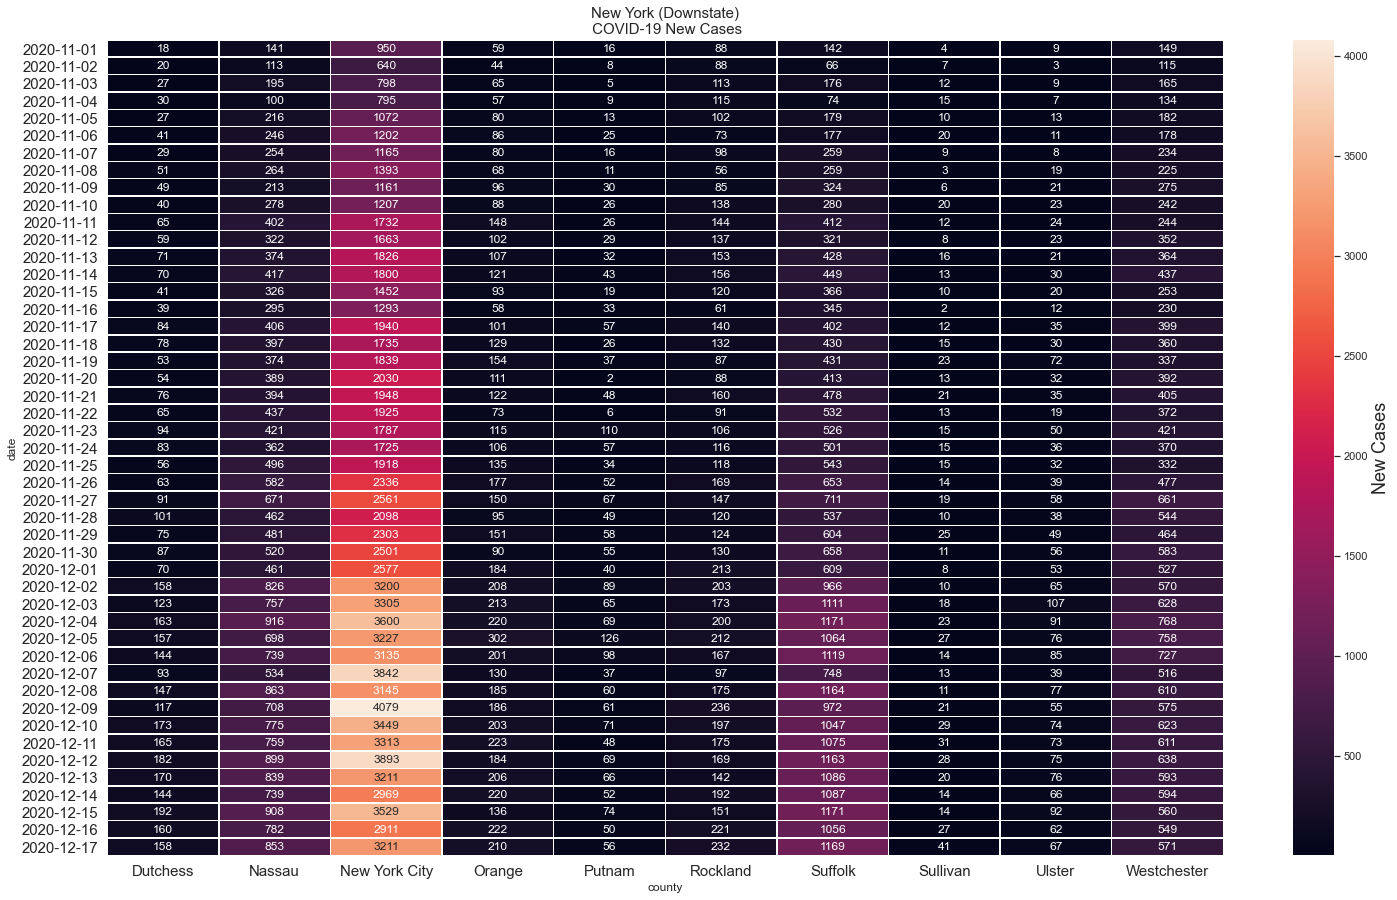 New York (Downstate)
COVID-19 New Cases
2020-11-01 18 141 950 59 16 88 142 4 9 149
2020-11-02 20 113 640 44 8 88 66 7 3 115
2020-11-03 27 195 798 65 5 113 176 12 9 165
2020-11-04 30 100 795 57 9 115 74 15 7 134
2020-11-05 27 216 1072 80 13 102 179 10 13 182
2020-11-06 41 246 1202 86 25 73 177 20 11 178
2020-11-07 29 254 1165 80 16 98 259 9 8 234
2020-11-08 51 264 1393 68 11 56 259 3 19 225
2020-11-09 49 213 1161 96 30 85 324 6 21 275
2020-11-10 40 278 1207 88 26 138 280 20 23 242
2020-11-11 65 402 1732 148 26 144 412 12 24 244
2020-11-12 59 322 1663 102 29 137 321 8 23 352
2020-11-13 71 374 1826 107 32 153 428 16 21 364
2020-11-14 70 417 1800 121 43 156 449 13 30 437
2020-11-15 41 326 1452 93 19 120 366 10 20 253
2020-11-16 39 295 1293 58 33 61 345 2 12 230
2020-11-17 84 406 1940 101 57 140 402 12 35 399
2020-11-18 78 397 1735 129 26 132 430 15 30 360
2020-11-19 53 374 1839 154 37 87 431 23 72 337
2020-11-20 54 389 2030 111 2 88 413 13 32 392
2020-11-21 76 394 1948 122 48 160 478 21 35 405
2020-11-22 65 437 1925 73 6 91 532 13 19 372
2020-11-23 94 421 1787 115 110 106 526 15 50 421
2020-11-24 83 362 1725 106 57 116 501 15 36 370
2020-11-25 56 496 1918 135 34 118 543 15 32 332
2020-11-26 63 582 2336 177 52 169 653 14 39 477
2020-11-27 91 671 2561 150 67 147 711 19 58 661
2020-11-28 101 462 2098 95 49 120 537 10 38 544
2020-11-29 75 481 2303 151 58 124 604 25 49 464
2020-11-30 87 520 2501 90 55 130 658 11 56 583
2020-12-01 70 461 2577 184 40 213 609 8 53 527
2020-12-02 158 826 3200 208 89 203 966 10 65 570
2020-12-03 123 757 3305 213 65 173 1111 18 107 628
2020-12-04 163 916 3600 220 69 200 1171 23 91 768
2020-12-05 157 698 3227 302 126 212 1064 27 76 758
2020-12-06 144 739 3135 201 98 167 1119 14 85 727
2020-12-07 93 534 3842 130 37 97 748 13 39 516
2020-12-08 147 863 3145 185 60 175 1164 11 77 610
2020-12-09 117 708 4079 186 61 236 972 21 55 575
2020-12-10 173 775 3449 203 71 197 1047 29 74 623
2020-12-11 165 759 3313 223 48 175 1075 31 73 611
2020-12-12 182 899 3893 184 69 169 1163 28 75 638
2020-12-13 170 839 3211 206 66 142 1086 20 76 593
2020-12-14 144 739 2969 220 52 192 1087 14 66 594
2020-12-15 192 908 3529 136 74 151 1171 14 92 560
2020-12-16 160 782 2911 222 50 221 1056 27 62 549
2020-12-17 158 853 3211 210 56 232 1169 41 67 571
Dutchess Nassau New York City Orange Putnam Rockland Suffolk Sullivan Ulster Westchester
county
date
4000
3500
3000
2500
2000
1500
1000
500
New Cases